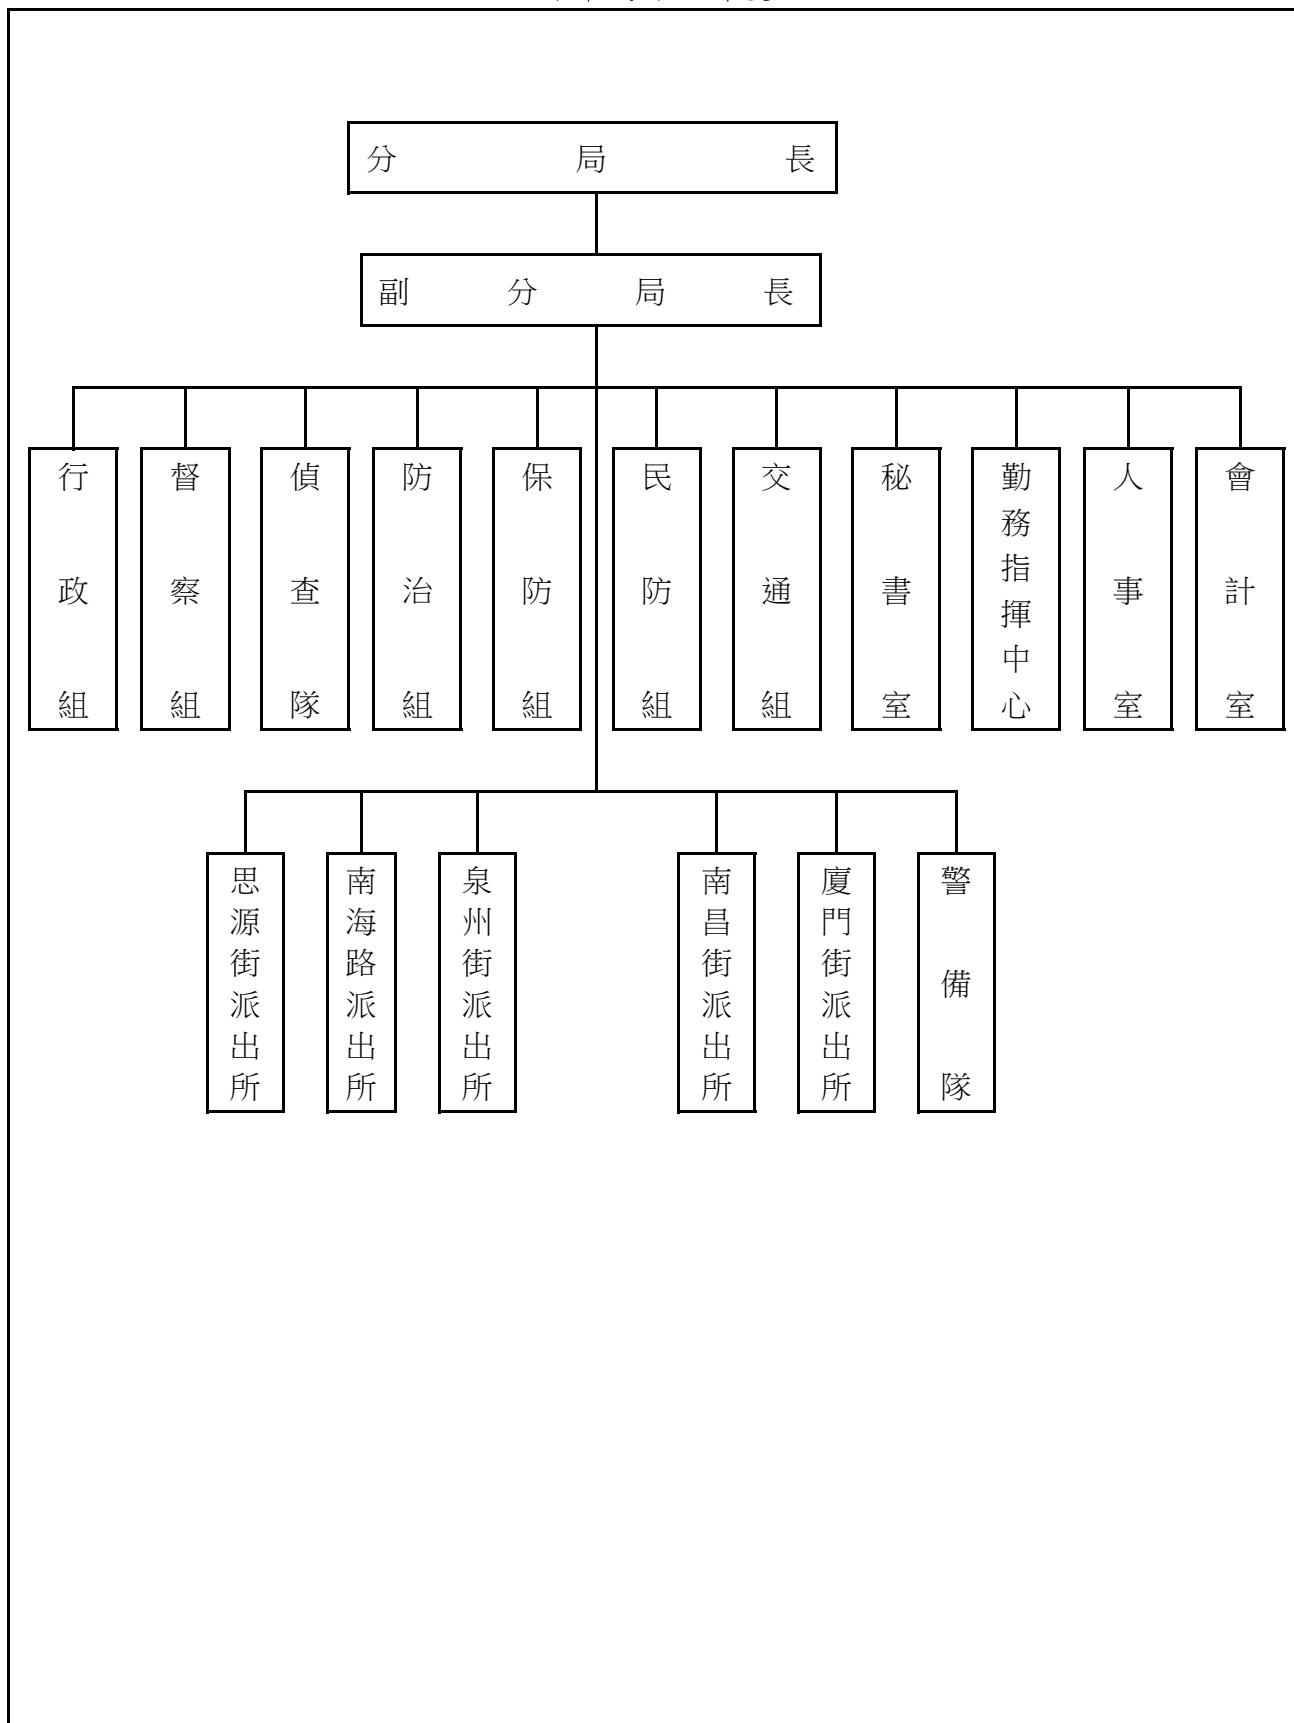 分局長
副分局長
行政組
督察組
偵查隊
防治組
保防組
民防組
交通組
秘書室
勤務指揮中心
人事室
會計室
思源街派出所
南海路派出所
泉州街派出所
南昌街派出所
廈門街派出所
警備隊